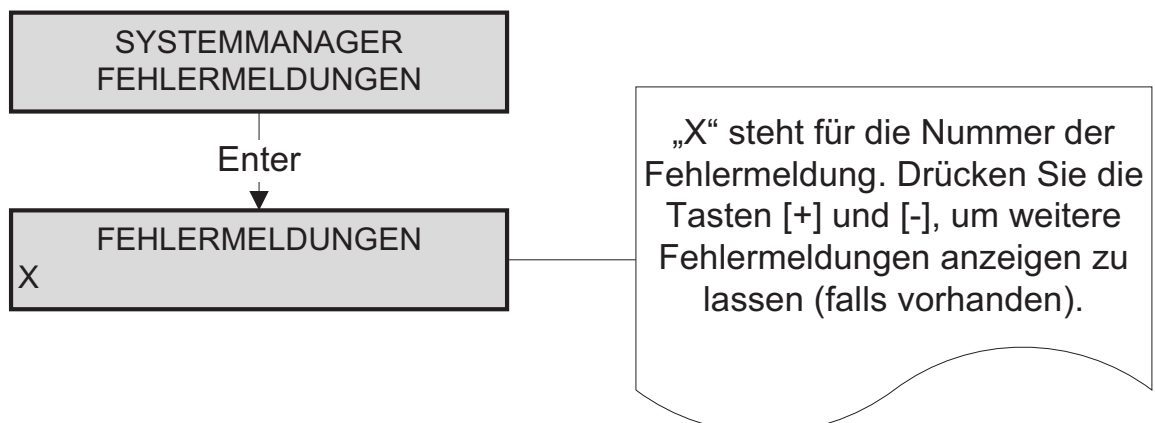 SYSTEMMANAGER
FEHLERMELDUNGEN
Enter
FEHLERMELDUNGEN
X
„X“ steht für die Nummer der
Fehlermeldung. Drücken Sie die
Tasten [+] und [-], um weitere
Fehlermeldungen anzeigen zu
lassen (falls vorhanden).